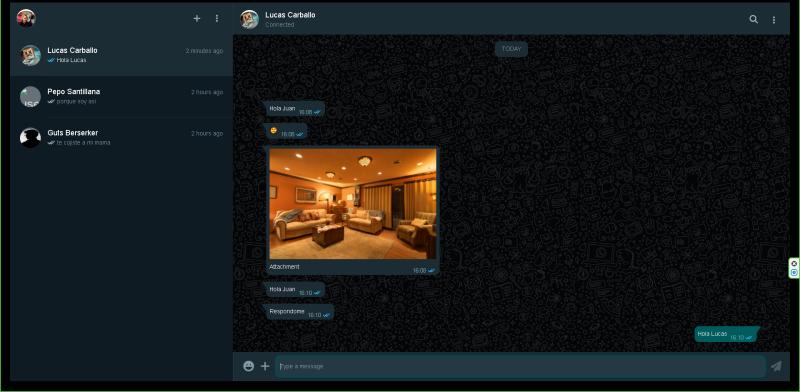 Lucas Carballo
2 minutes ago
Hola Lucas
Pepo Santillana
2 hours ago
porque soy asi
Guts Berserker
2 hours ago
te cojiste a mi mama
Lucas Carballo
Connected
TODAY
Hola Juan 16:08
16:08
Attachment
16:08
Hola Juan 16:10
Respondome 16:10
Hola Lucas 16:10
Type a message